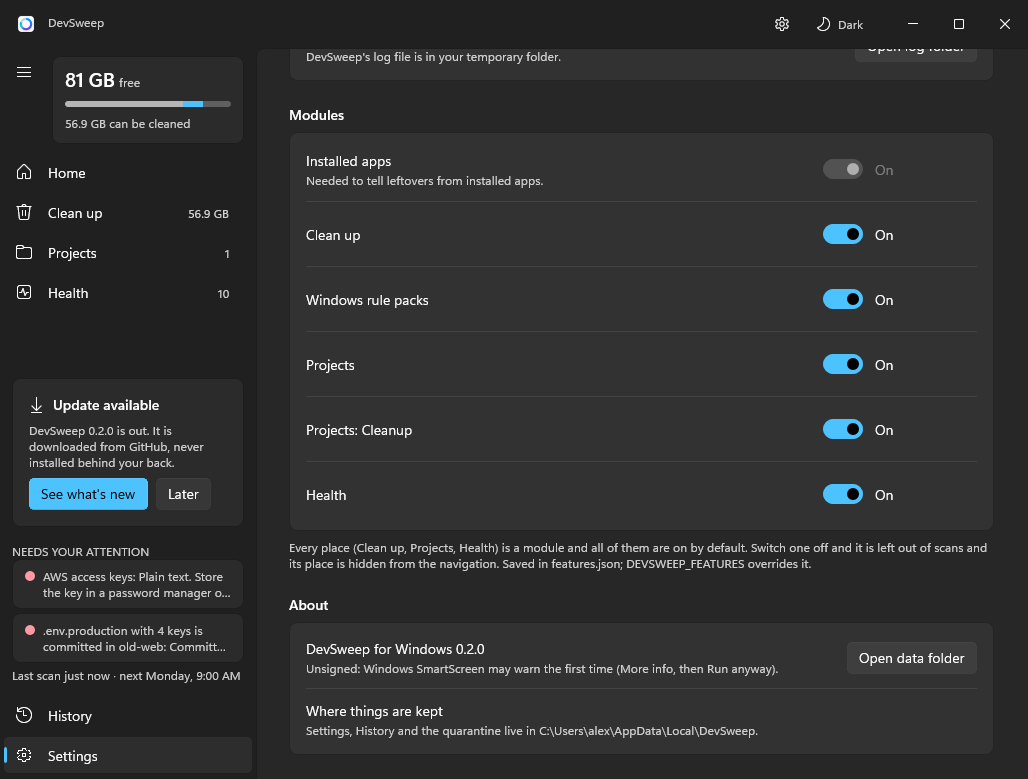 DevSweep
Dark
81 GB free
56.9 GB can be cleaned
Home
Clean up 56.9 GB
Projects 1
Health 10
Update available
DevSweep 0.2.0 is out. It is
downloaded from GitHub, never
installed behind your back.
See what's new Later
NEEDS YOUR ATTENTION
AWS access keys: Plain text. Store
the key in a password manager o...
.env.production with 4 keys is
committed in old-web: Committ...
Last scan just now · next Monday, 9:00 AM
History
Settings
DevSweep's log file is in your temporary folder.
Open log folder
Modules
Installed apps
Needed to tell leftovers from installed apps.
On
Clean up On
Windows rule packs On
Projects On
Projects: Cleanup On
Health On
Every place (Clean up, Projects, Health) is a module and all of them are on by default. Switch one off and it is left out of scans and
its place is hidden from the navigation. Saved in features.json; DEVSWEEP_FEATURES overrides it.
About
DevSweep for Windows 0.2.0
Unsigned: Windows SmartScreen may warn the first time (More info, then Run anyway).
Open data folder
Where things are kept
Settings, History and the quarantine live in C:\Users\alex\AppData\Local\DevSweep.